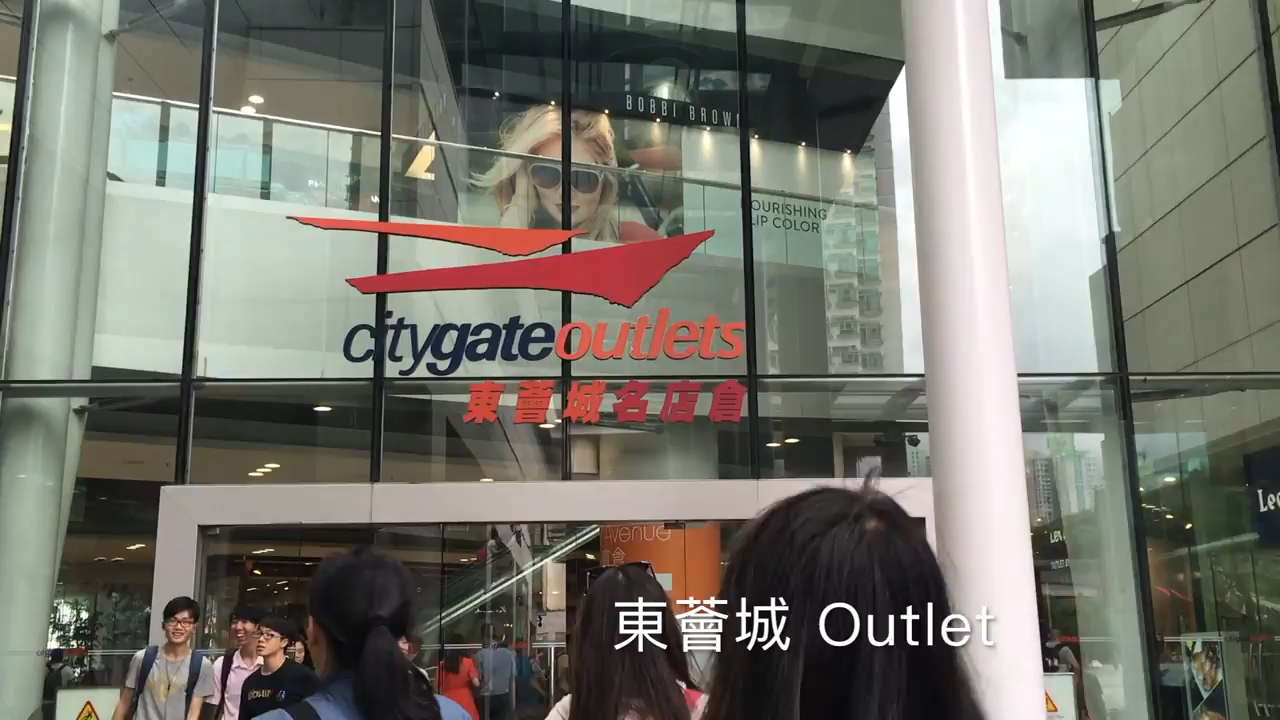 BOBBI BROWN
OURISHING
LIP COLOR
citygateoutlets
東薈城名店倉
Avenue
東薈城 Outlet